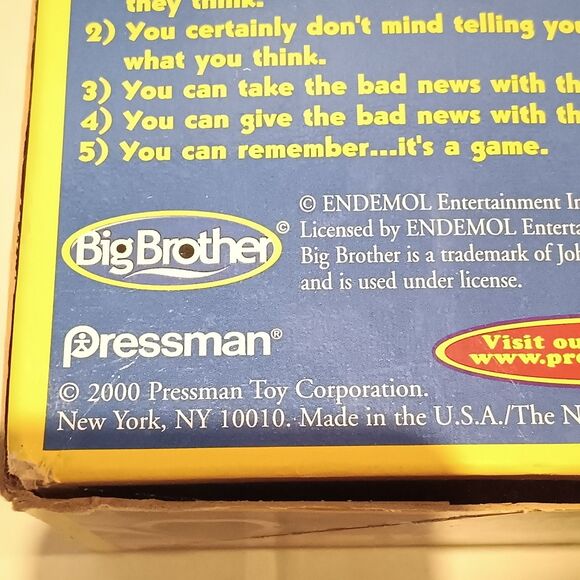 they think.
2) You certainly don't mind telling you
what you think.
3) You can take the bad news with th
4) You can give the bad news with th
5) You can remember...it's a game.
© ENDEMOL Entertainment In
© Licensed by ENDEMOL Enterta
Big Brother
Big Brother is a trademark of Joh
and is used under license.
Pressman®
Visit ou
www.pre
© 2000 Pressman Toy Corporation.
New York, NY 10010. Made in the U.S.A./The N